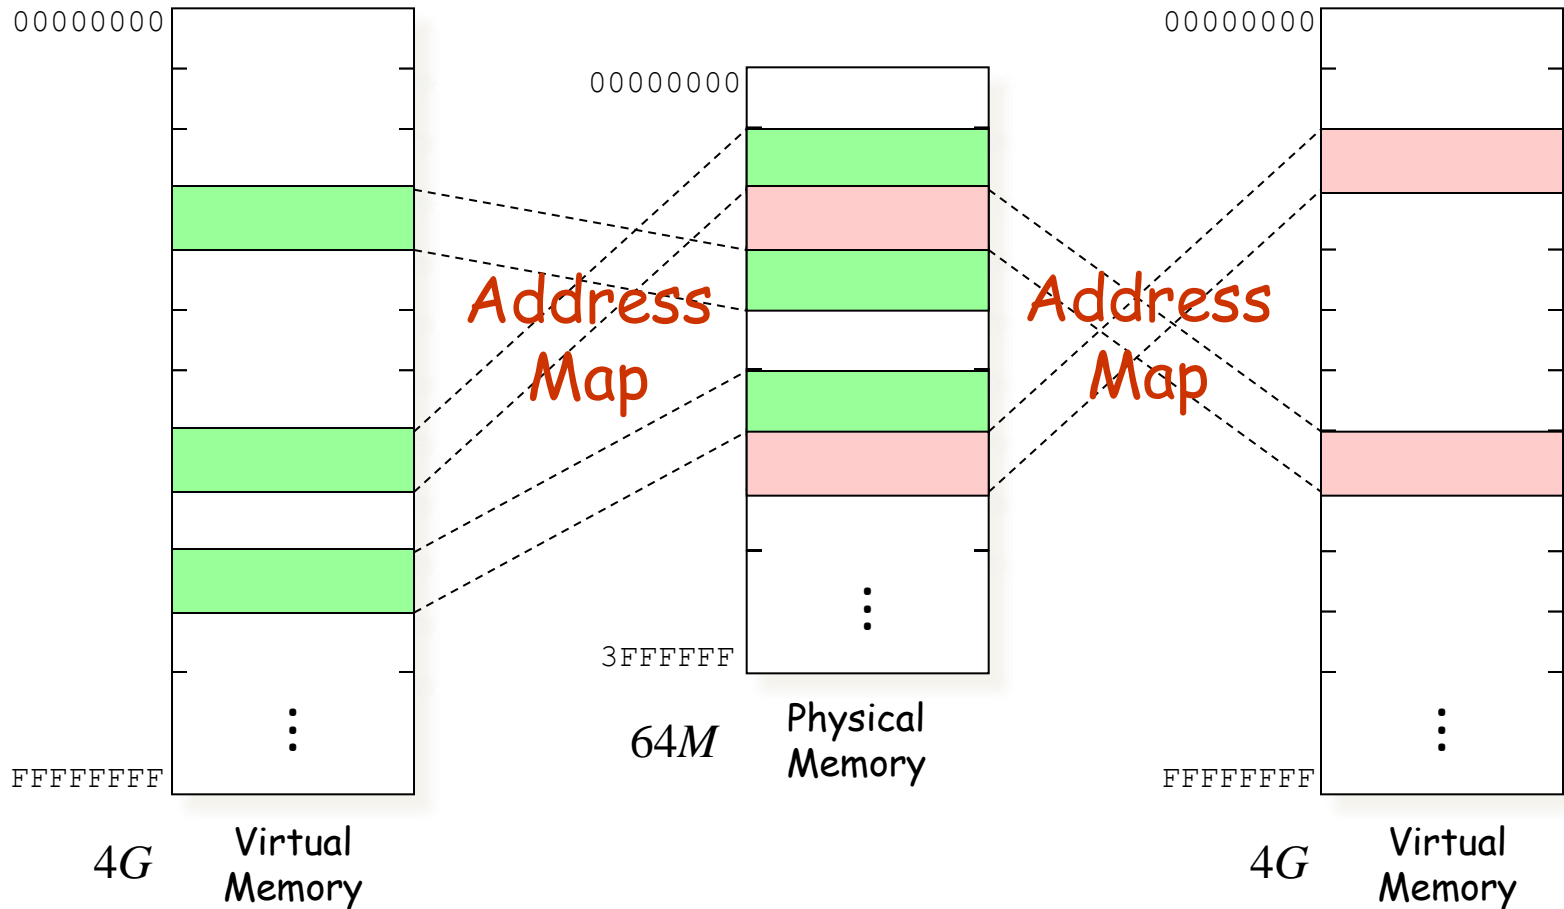 00000000
FFFFFFFF
4G
Virtual
Memory
Address
Map
00000000
3FFFFFF
64M
Physical
Memory
Address
Map
00000000
FFFFFFFF
4G
Virtual
Memory